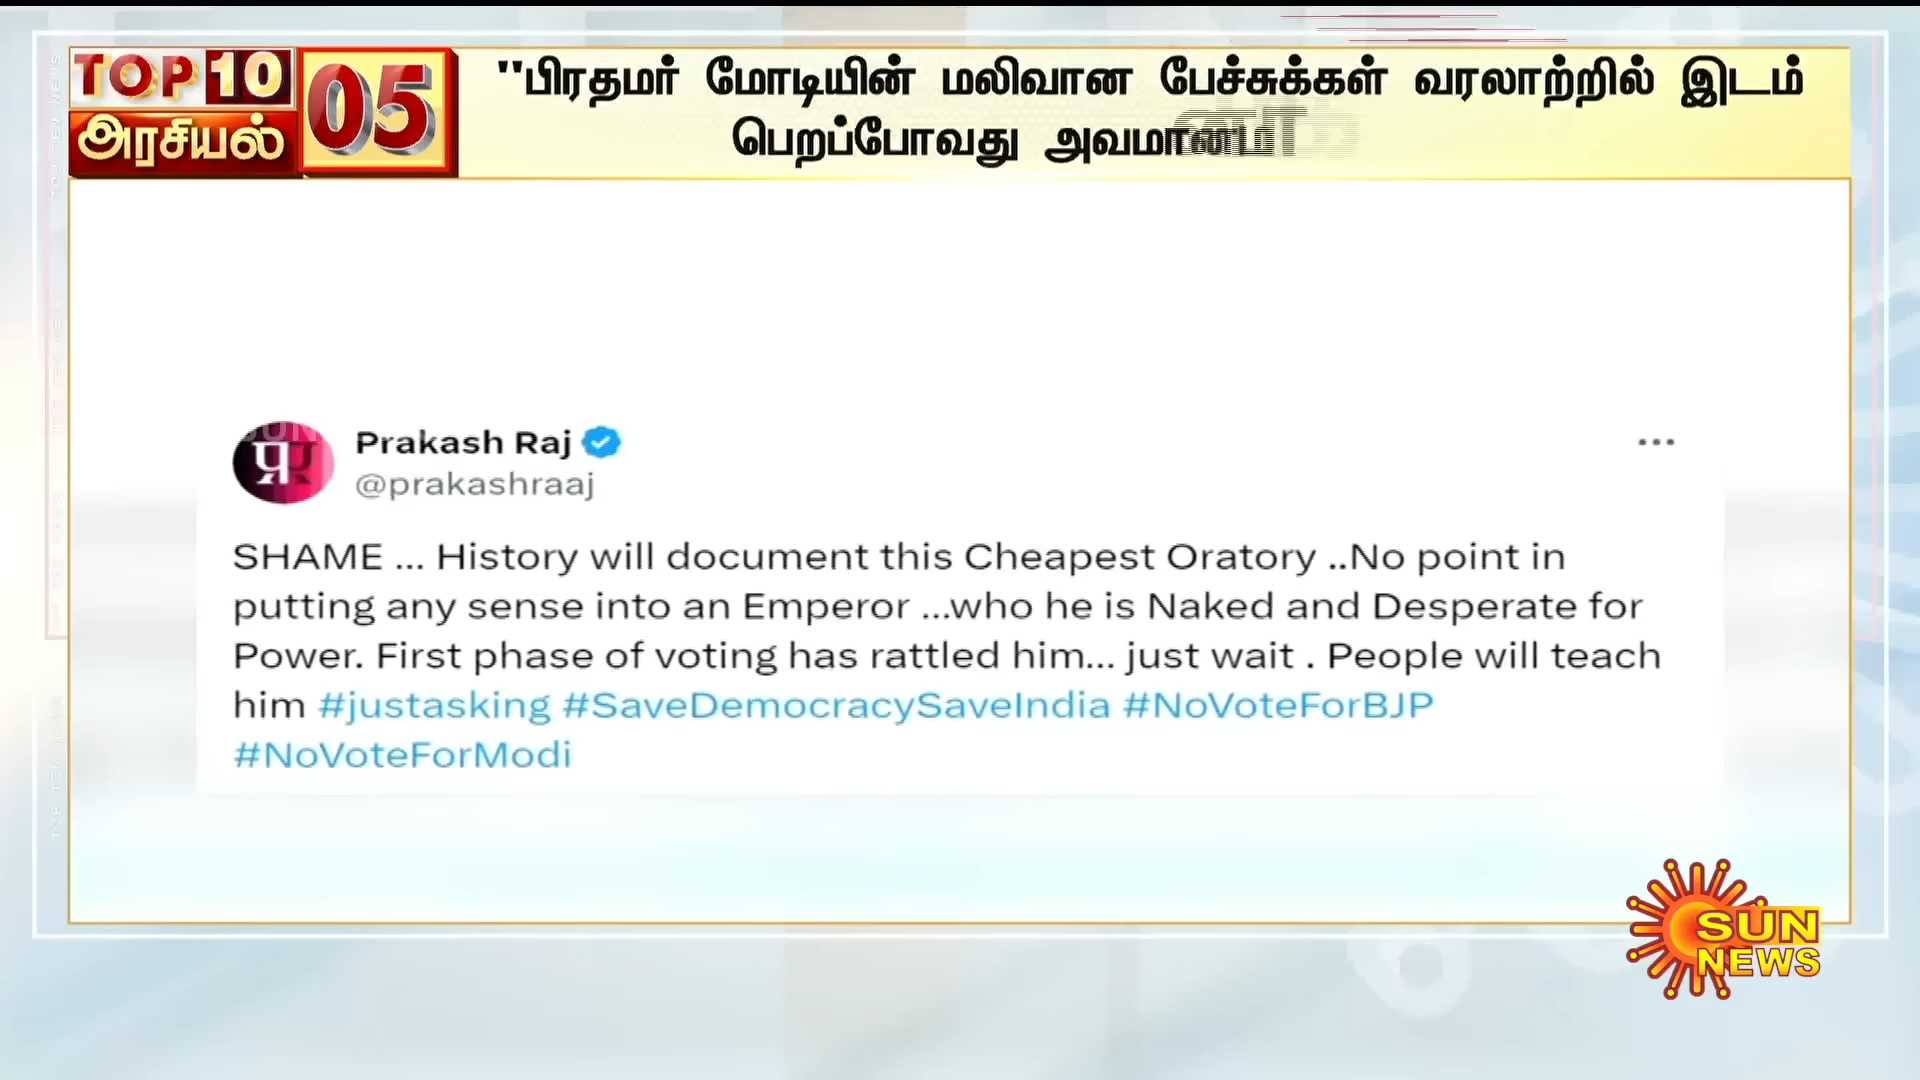 TOP 10
அரசியல்
05
"பிரதமர் மோடியின் மலிவான பேச்சுக்கள் வரலாற்றில் இடம்
பெறப்போவது
Prakash Raj
@prakashraaj
SHAME ... History will document this Cheapest Oratory ..No point in
putting any sense into an Emperor ...who he is Naked and Desperate for
Power. First phase of voting has rattled him... just wait . People will teach
him #justasking #SaveDemocracySaveIndia #NoVoteForBJP
#NoVoteForModi
SUN
NEWS